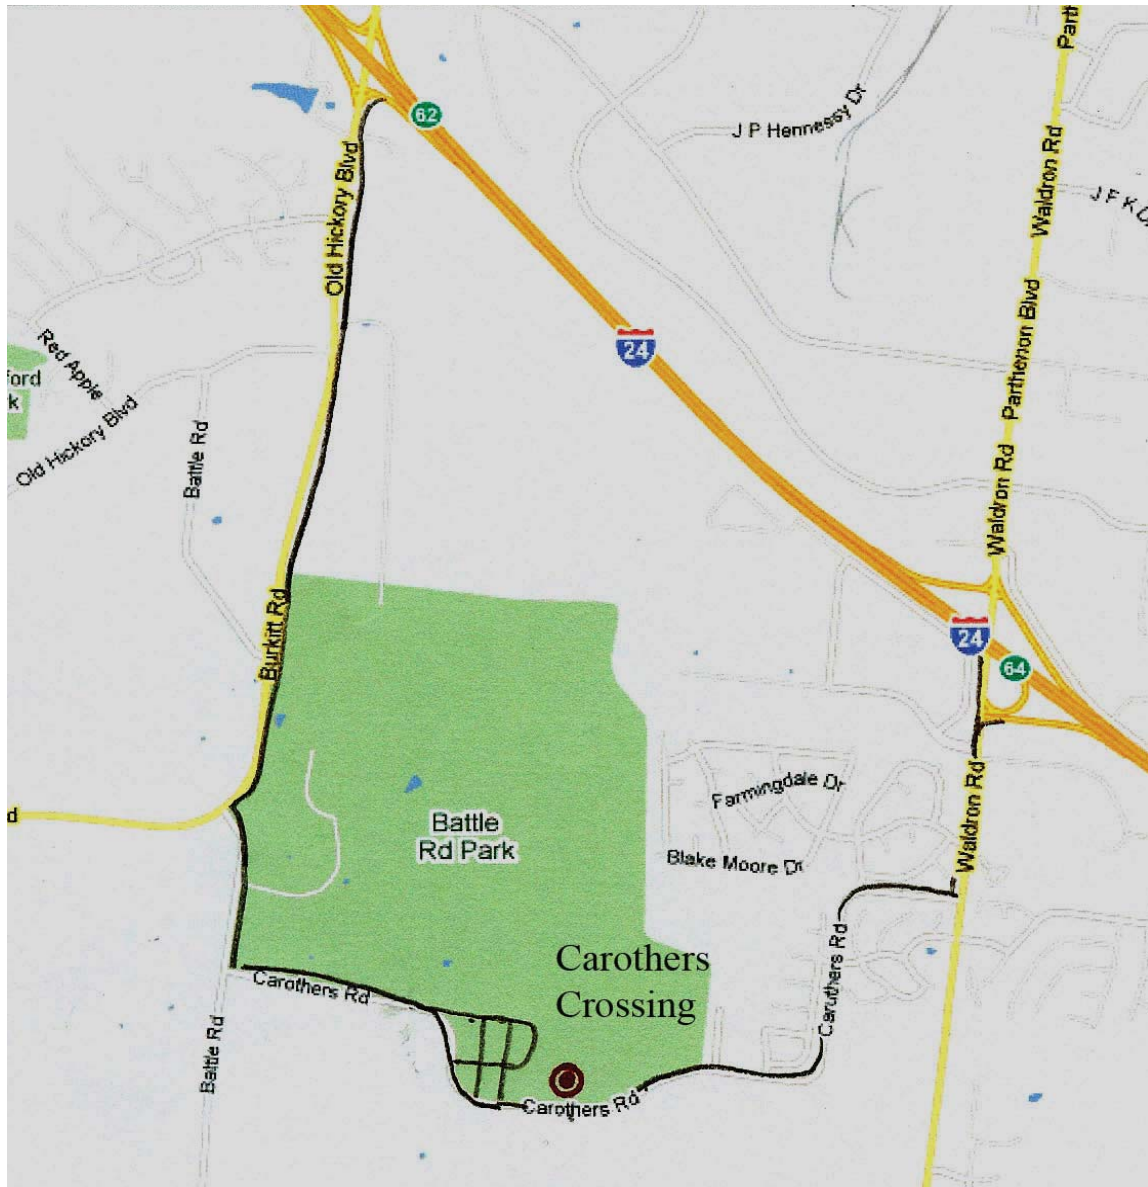 Parth
62
J P Hennessy Dr
Waldron Rd
J F K
Old Hickory Blvd
Parthenon Blvd
24
Red Apple
ford
k
Old Hickory Blvd
Battle Rd
Waldron Rd
Burkitt Rd
24
64
Farmingdale Dr
Waldron Rd
d
Battle
Rd Park
Blake Moore Dr
Carothers
Crossing
Carothers Rd
Caruthers Rd
Battle Rd
Carothers Rd